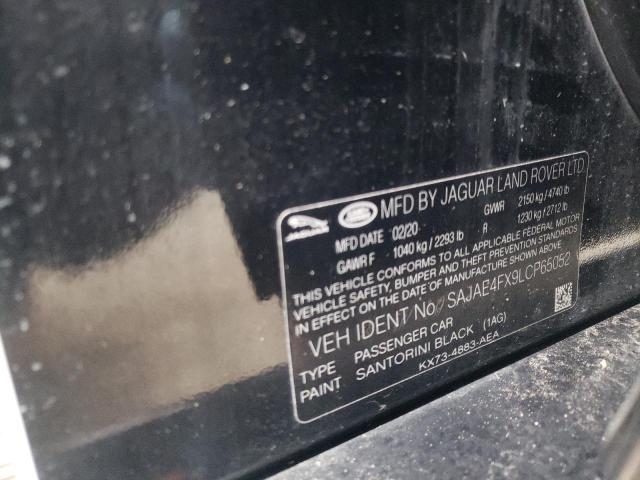 JAGUAR LAND ROVER MFD BY JAGUAR LAND ROVER LTD
MFD DATE 02/20 GVWR 2150 kg / 4740 lb
GAWR F 1040 kg / 2293 lb R 1230 kg / 2712 lb
THIS VEHICLE CONFORMS TO ALL APPLICABLE FEDERAL MOTOR
VEHICLE SAFETY, BUMPER AND THEFT PREVENTION STANDARDS
IN EFFECT ON THE DATE OF MANUFACTURE SHOWN ABOVE.
VEH IDENT No SAJAE4FX9LCP65052
TYPE PASSENGER CAR
PAINT SANTORINI BLACK (1AG)
KX73-4883-AEA